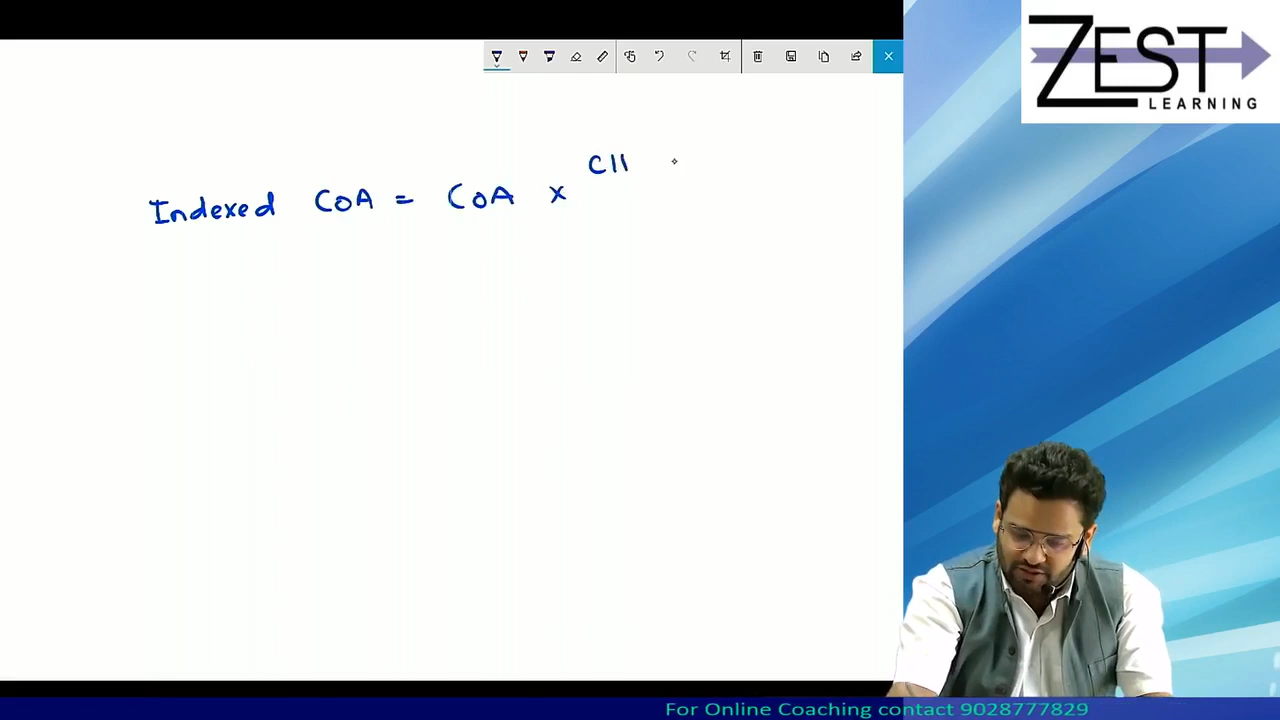 ZEST
LEARNING
CII
Indexed COA = COA x
For Online Coaching contact 9028777829